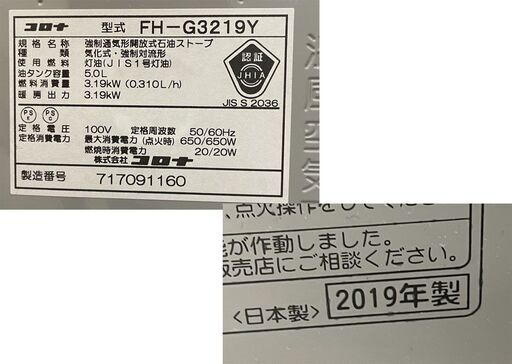 コロナ 型式 FH-G3219Y
規格名称 強制通気形開放式石油ストーブ
形式 気化式・強制対流形
使用燃料 灯油(JIS1号灯油)
油タンク容量 5.0L
燃料消費量 3.19kW (0.310L/h)
暖房出力 3.19kW
認証
JHIA
JIS S 2036
PS C
PS E
定格電圧 100V 定格周波数 50/60Hz
定格消費電力 最大消費電力(点火時) 650/650W
燃焼時消費電力 20/20W
株式会社コロナ
製造番号 717091160
、点火操作をしてくだ
が作動しました。
販売店にご相談ください。
<日本製> 2019年製